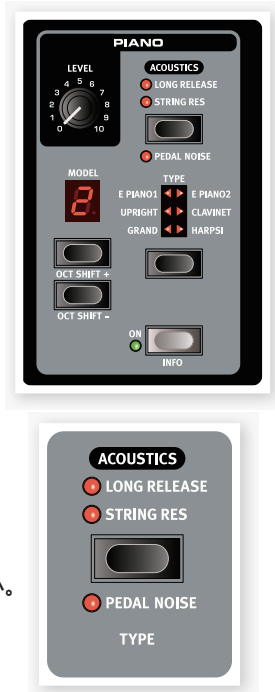 PIANO
LEVEL
0 1 2 3 4 5 6 7 8 9 10
ACOUSTICS
LONG RELEASE
STRING RES
PEDAL NOISE
MODEL
2
OCT SHIFT +
OCT SHIFT -
TYPE
E PIANO1 E PIANO2
UPRIGHT CLAVINET
GRAND HARPSI
ON
INFO
ACOUSTICS
LONG RELEASE
STRING RES
PEDAL NOISE
TYPE